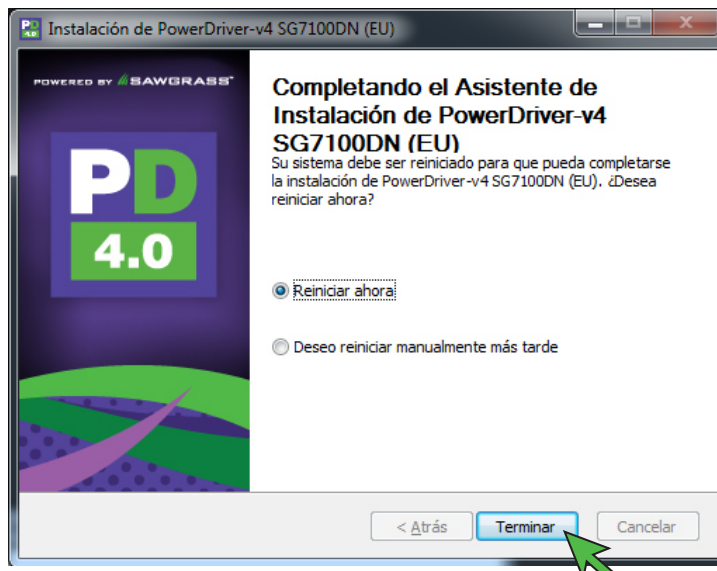 Instalación de PowerDriver-v4 SG7100DN (EU)
POWERED BY SAWGRASS
PD
4.0
Completando el Asistente de
Instalación de PowerDriver-v4
SG7100DN (EU)
Su sistema debe ser reiniciado para que pueda completarse
la instalación de PowerDriver-v4 SG7100DN (EU). ¿Desea
reiniciar ahora?
Reiniciar ahora
Deseo reiniciar manualmente más tarde
< Atrás
Terminar
Cancelar